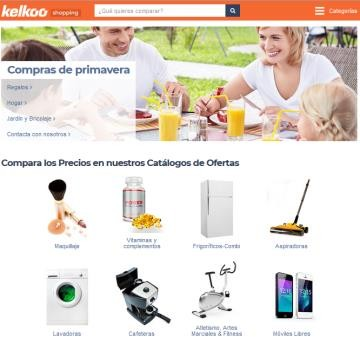 kelkoo shopping
¿Qué quieres comparar?
Categorías
Compras de primavera
Regalos >
Hogar >
Jardín y Bricolaje >
Contacta con nosotros >
Compara los Precios en nuestros Catálogos de Ofertas
Maquillaje
Vitaminas y
complementos
Frigoríficos-Combi
Aspiradoras
Lavadoras
Cafeteras
Atletismo, Artes
Marciales & Fitness
Móviles Libres